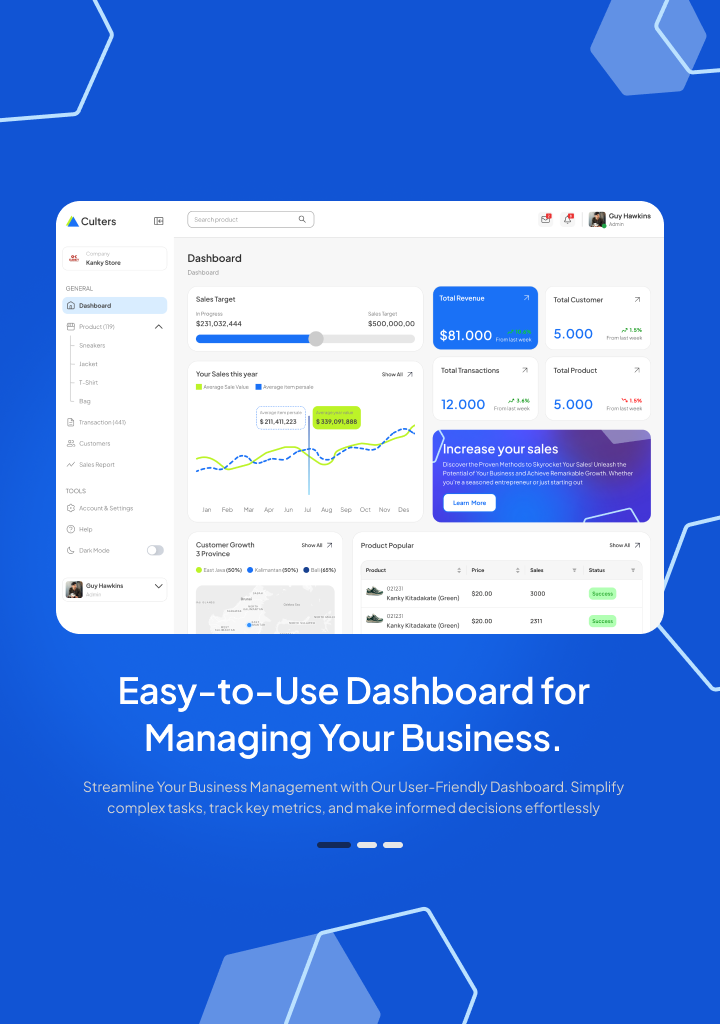 Culters
Company
Kanky Store
GENERAL
Dashboard
Product (119)
Sneakers
Jacket
T-Shirt
Bag
Transaction (441)
Customers
Sales Report
TOOLS
Account & Settings
Help
Dark Mode
Guy Hawkins
Admin
Search product
Guy Hawkins
Admin
Dashboard
Dashboard
Sales Target
In Progress
Sales Target
$231,032,444
$500,000,00
Your Sales this year
Show All
Average Sale Value
Average item persale
Average item persale
$ 211,411,223
$ 339,091,888
Jan Feb Mar Apr Jun Jul Aug Sep Oct Nov Des
Total Revenue
$81.000
From last week
Total Customer
5.000
1.5%
From last week
Total Transactions
12.000
3.6%
From last week
Total Product
5.000
1.5%
From last week
Increase your sales
Discover the Proven Methods to Skyrocket Your Sales! Unleash the
Potential of Your Business and Achieve Remarkable Growth. Whether
you're a seasoned entrepreneur or just starting out
Learn More
Customer Growth
3 Province
Show All
East Java (50%)
Kalimantan (50%)
Bali (65%)
Product Popular
Show All
Product Price Sales Status
021231
Kanky Kitadakate (Green) $20.00 3000 Success
021231
Kanky Kitadakate (Green) $20.00 2311 Success
Easy-to-Use Dashboard for
Managing Your Business.
Streamline Your Business Management with Our User-Friendly Dashboard. Simplify
complex tasks, track key metrics, and make informed decisions effortlessly